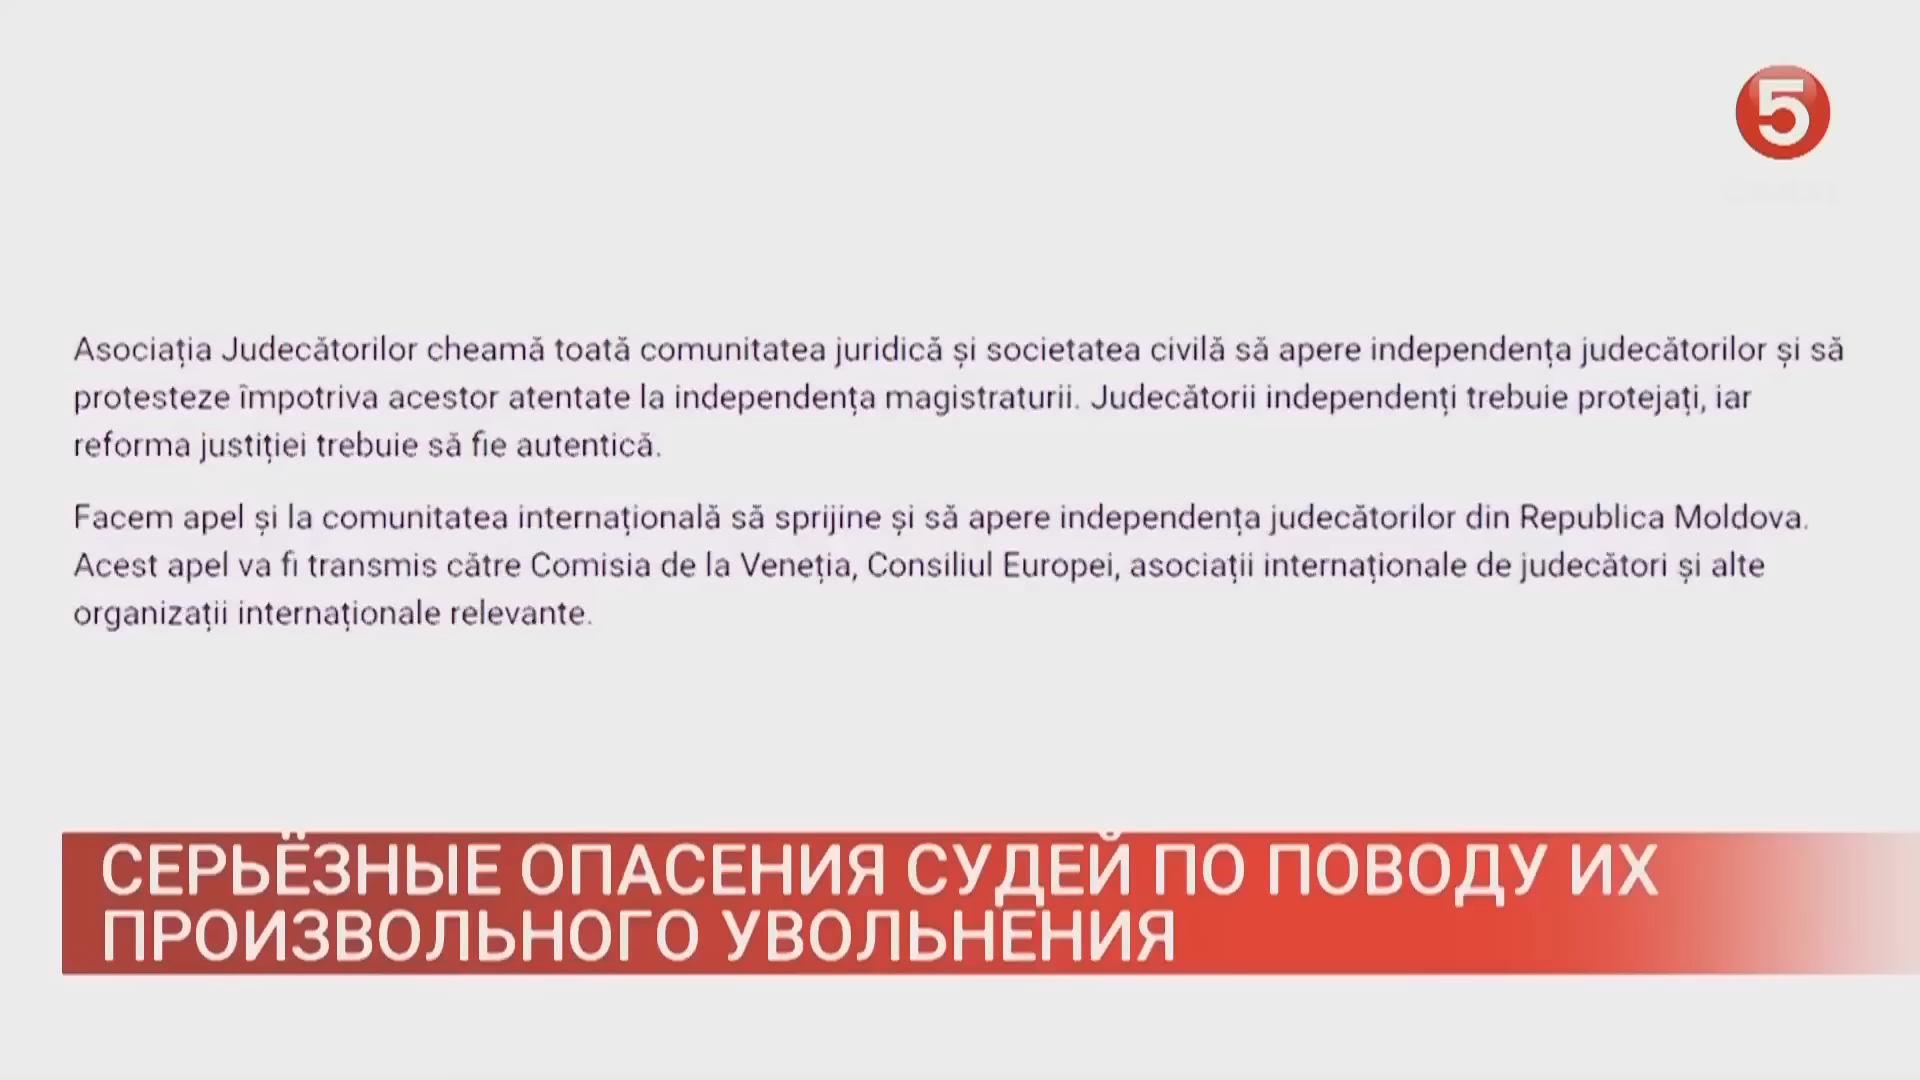 5
Asociația Judecătorilor cheamă toată comunitatea juridică și societatea civilă să apere independența judecătorilor și să
protesteze împotriva acestor atentate la independența magistraturii. Judecătorii independenți trebuie protejați, iar
reforma justiției trebuie să fie autentică.
Facem apel și la comunitatea internațională să sprijine și să apere independența judecătorilor din Republica Moldova.
Acest apel va fi transmis către Comisia de la Veneția, Consiliul Europei, asociații internaționale de judecători și alte
organizații internaționale relevante.
СЕРЬЁЗНЫЕ ОПАСЕНИЯ СУДЕЙ ПО ПОВОДУ ИХ
ПРОИЗВОЛЬНОГО УВОЛЬНЕНИЯ